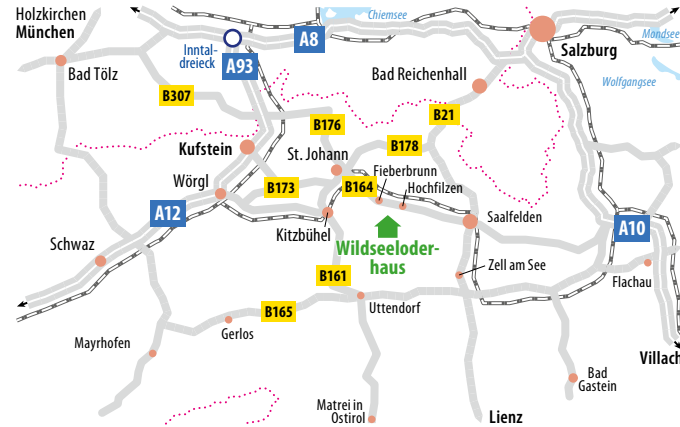 Holzkirchen
München
Chiemsee
Mondsee
Salzburg
Inntal-
dreieck
A8
A93
Bad Tölz
Wolfgangsee
Bad Reichenhall
B307
B21
B176
Kufstein
St. Johann
B178
Fieberbrunn
Hochfilzen
Wörgl
B173
B164
A12
Saalfelden
A10
Kitzbühel
Schwaz
Wildseeloder-
haus
Zell am See
Flachau
B161
Uttendorf
B165
Gerlos
Mayrhofen
Villach
Bad
Gastein
Matrei in
Ostirol
Lienz